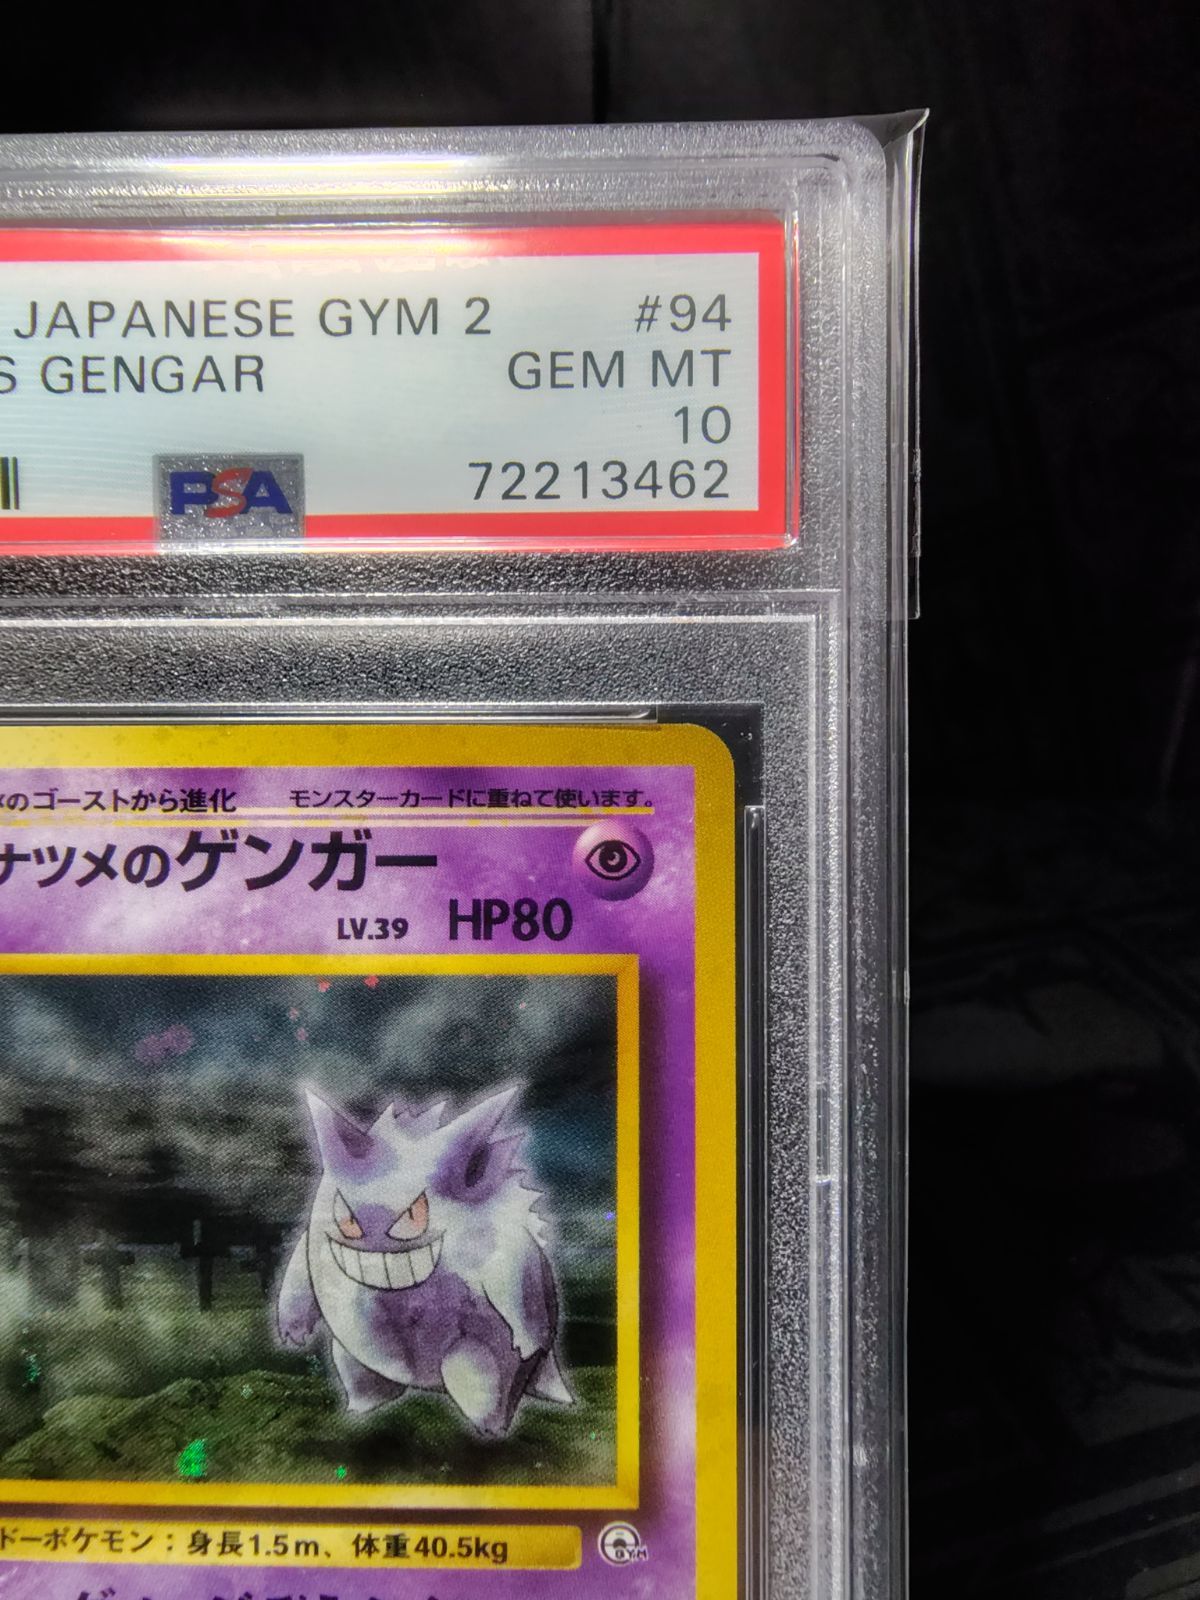 JAPANESE GYM 2 #94
S GENGAR GEM MT
10
PSA 72213462
のゴーストから進化 モンスターカードに重ねて使います。
ナツメのゲンガー
LV.39 HP80
ドーポケモン：身長1.5m、体重40.5kg
GYM